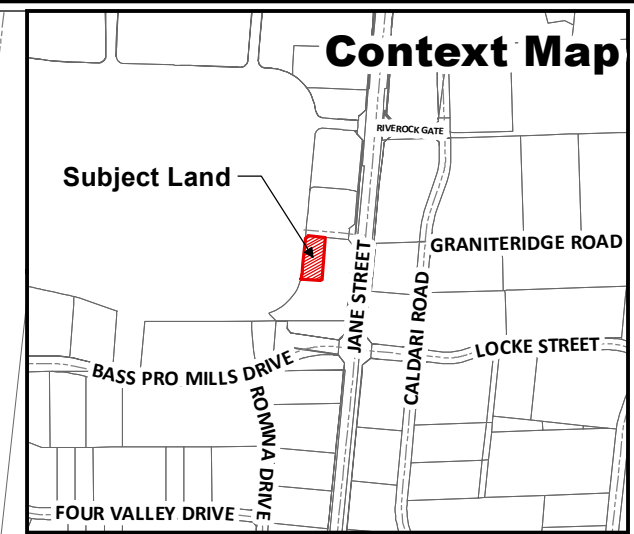 Context Map
RIVEROCK GATE
Subject Land
GRANITERIDGE ROAD
JANE STREET
CALDARI ROAD
LOCKE STREET
BASS PRO MILLS DRIVE
ROMINA DRIVE
FOUR VALLEY DRIVE